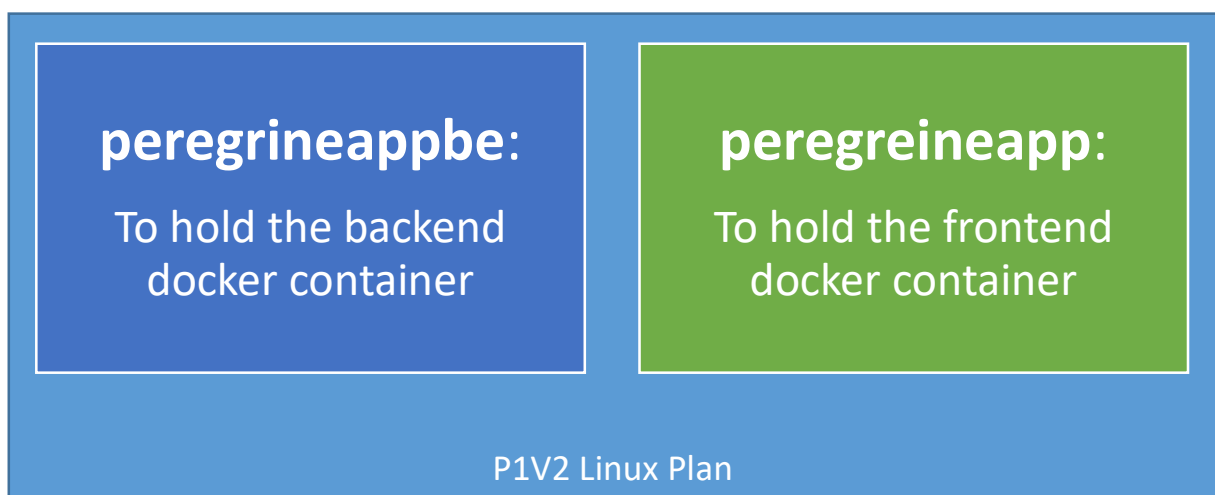 peregrineappbe:
To hold the backend
docker container
peregreineapp:
To hold the frontend
docker container
P1V2 Linux Plan